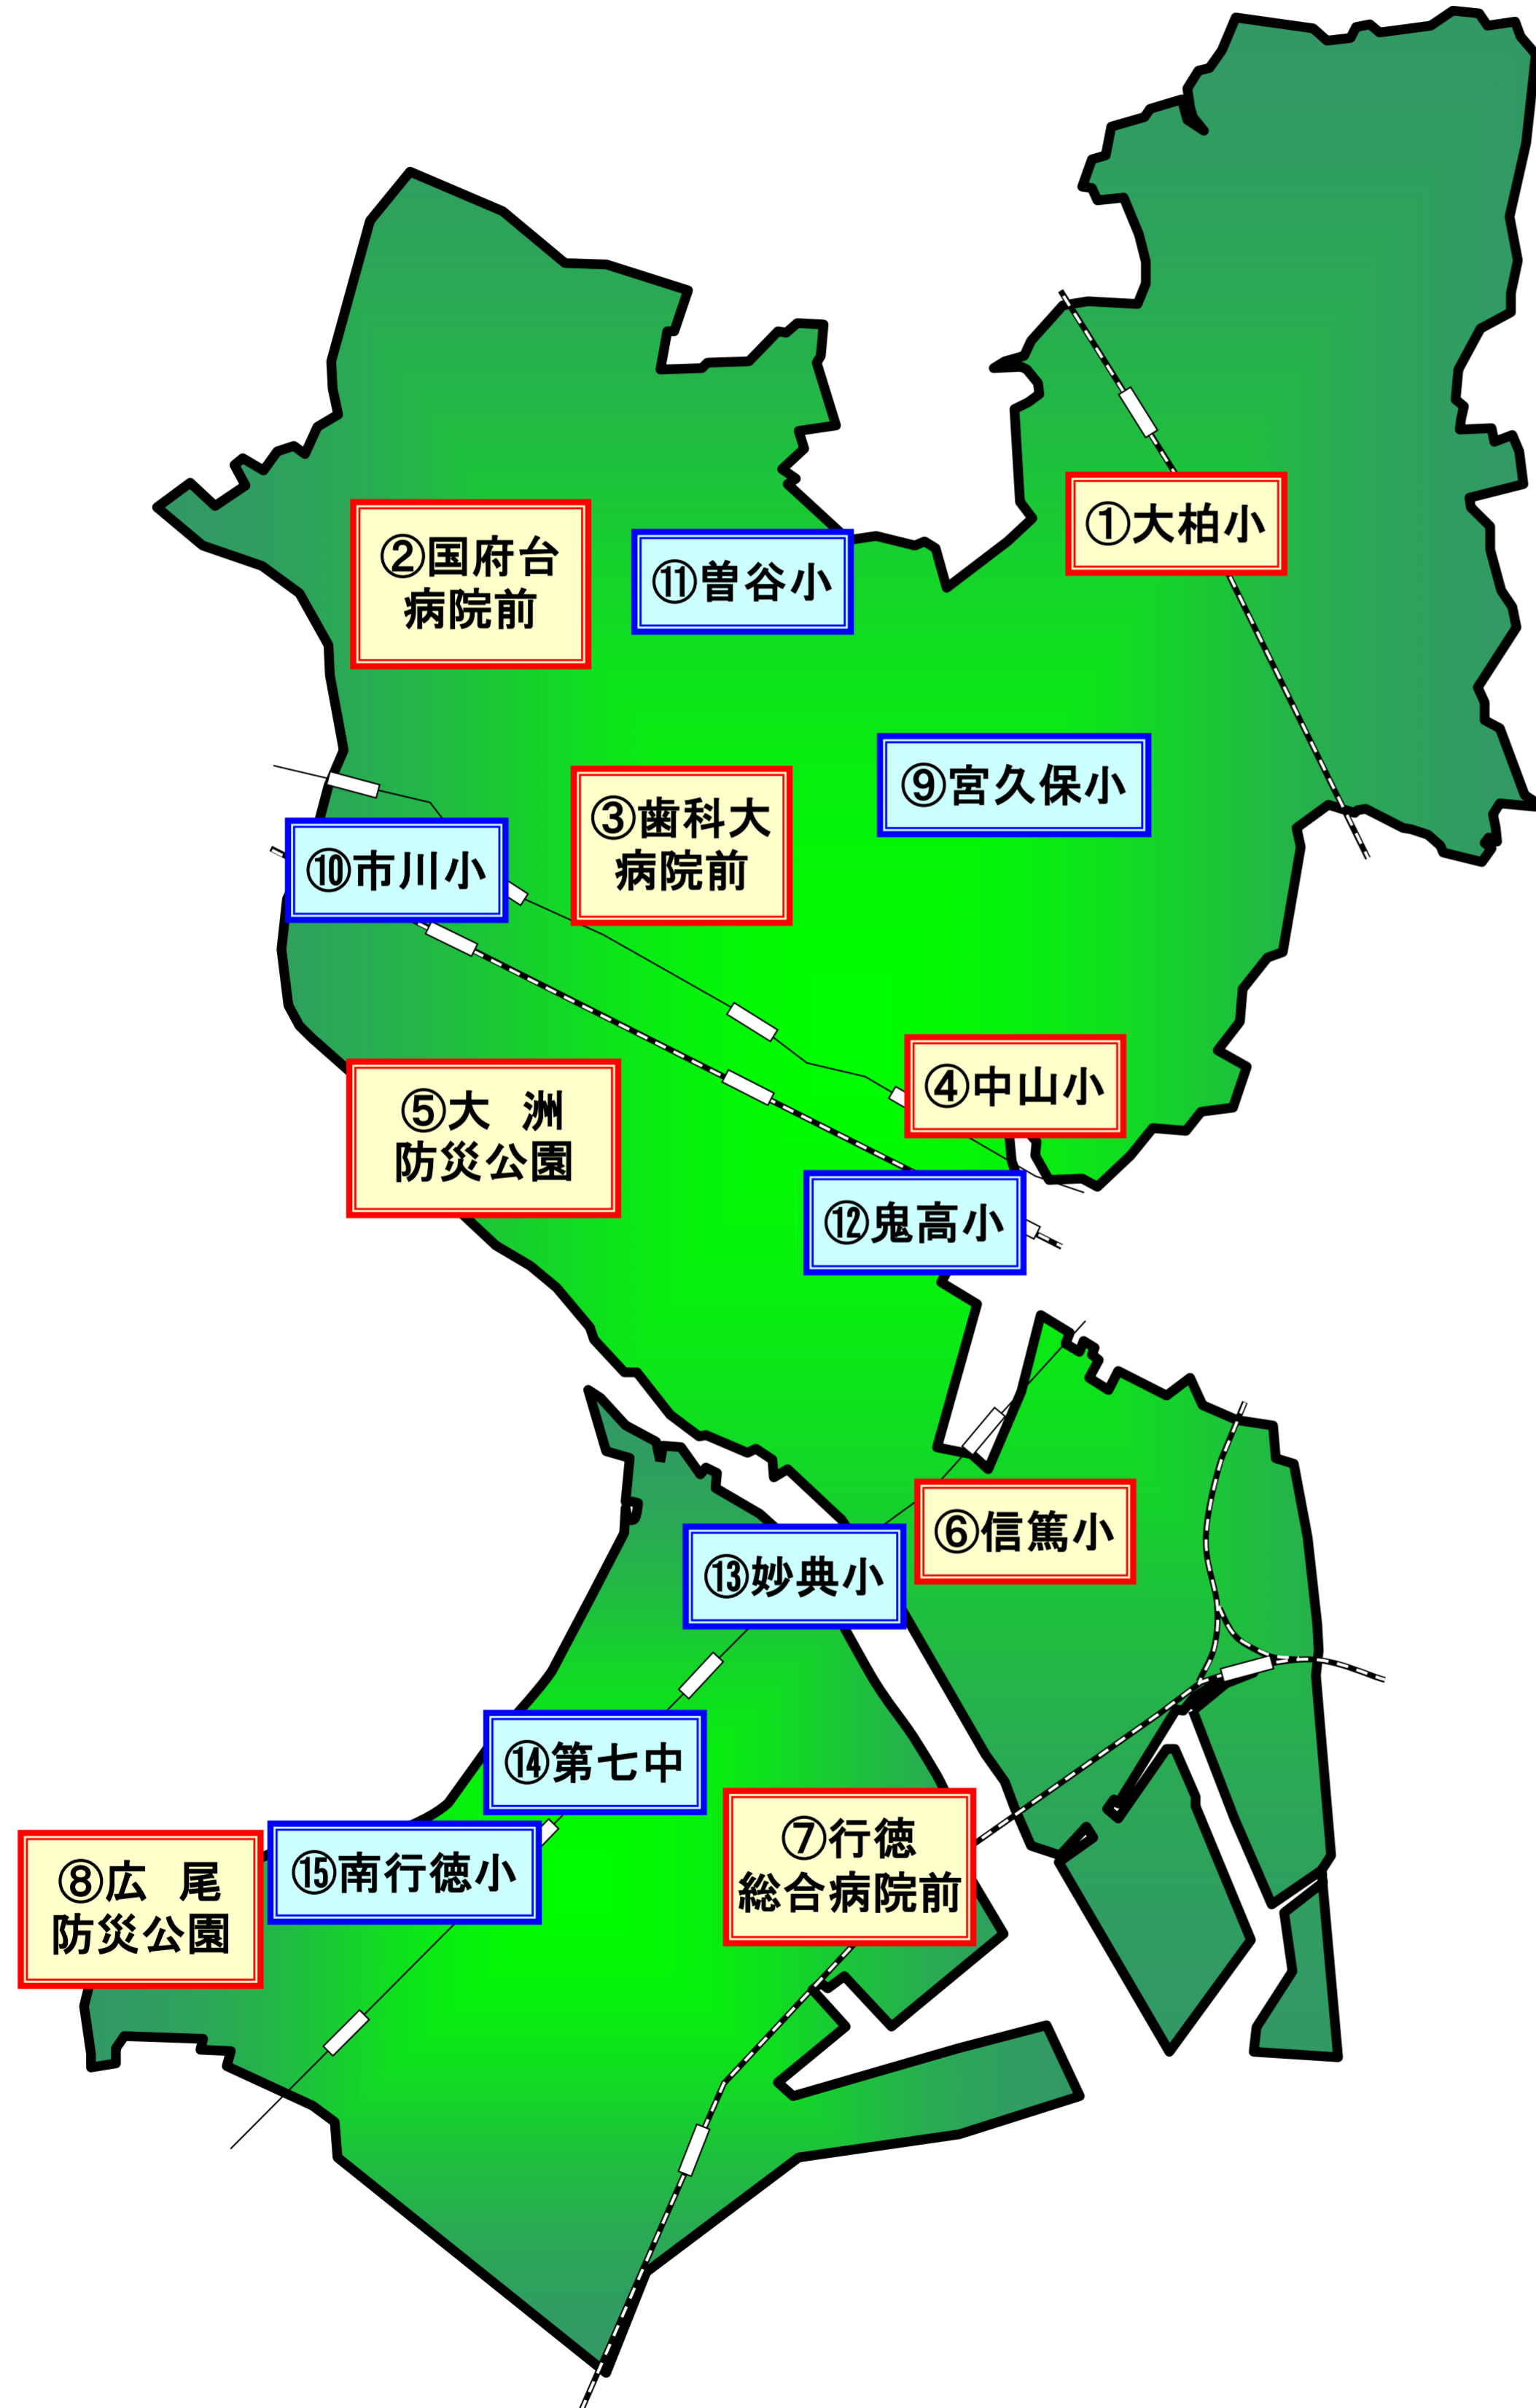 ①大柏小
②国府台
病院前
⑪曽谷小
⑨宮久保小
③歯科大
病院前
⑩市川小
④中山小
⑤大　洲
防災公園
⑫鬼高小
⑥信篤小
⑬妙典小
⑭第七中
⑦行徳
総合病院前
⑮南行徳小
⑧広　尾
防災公園